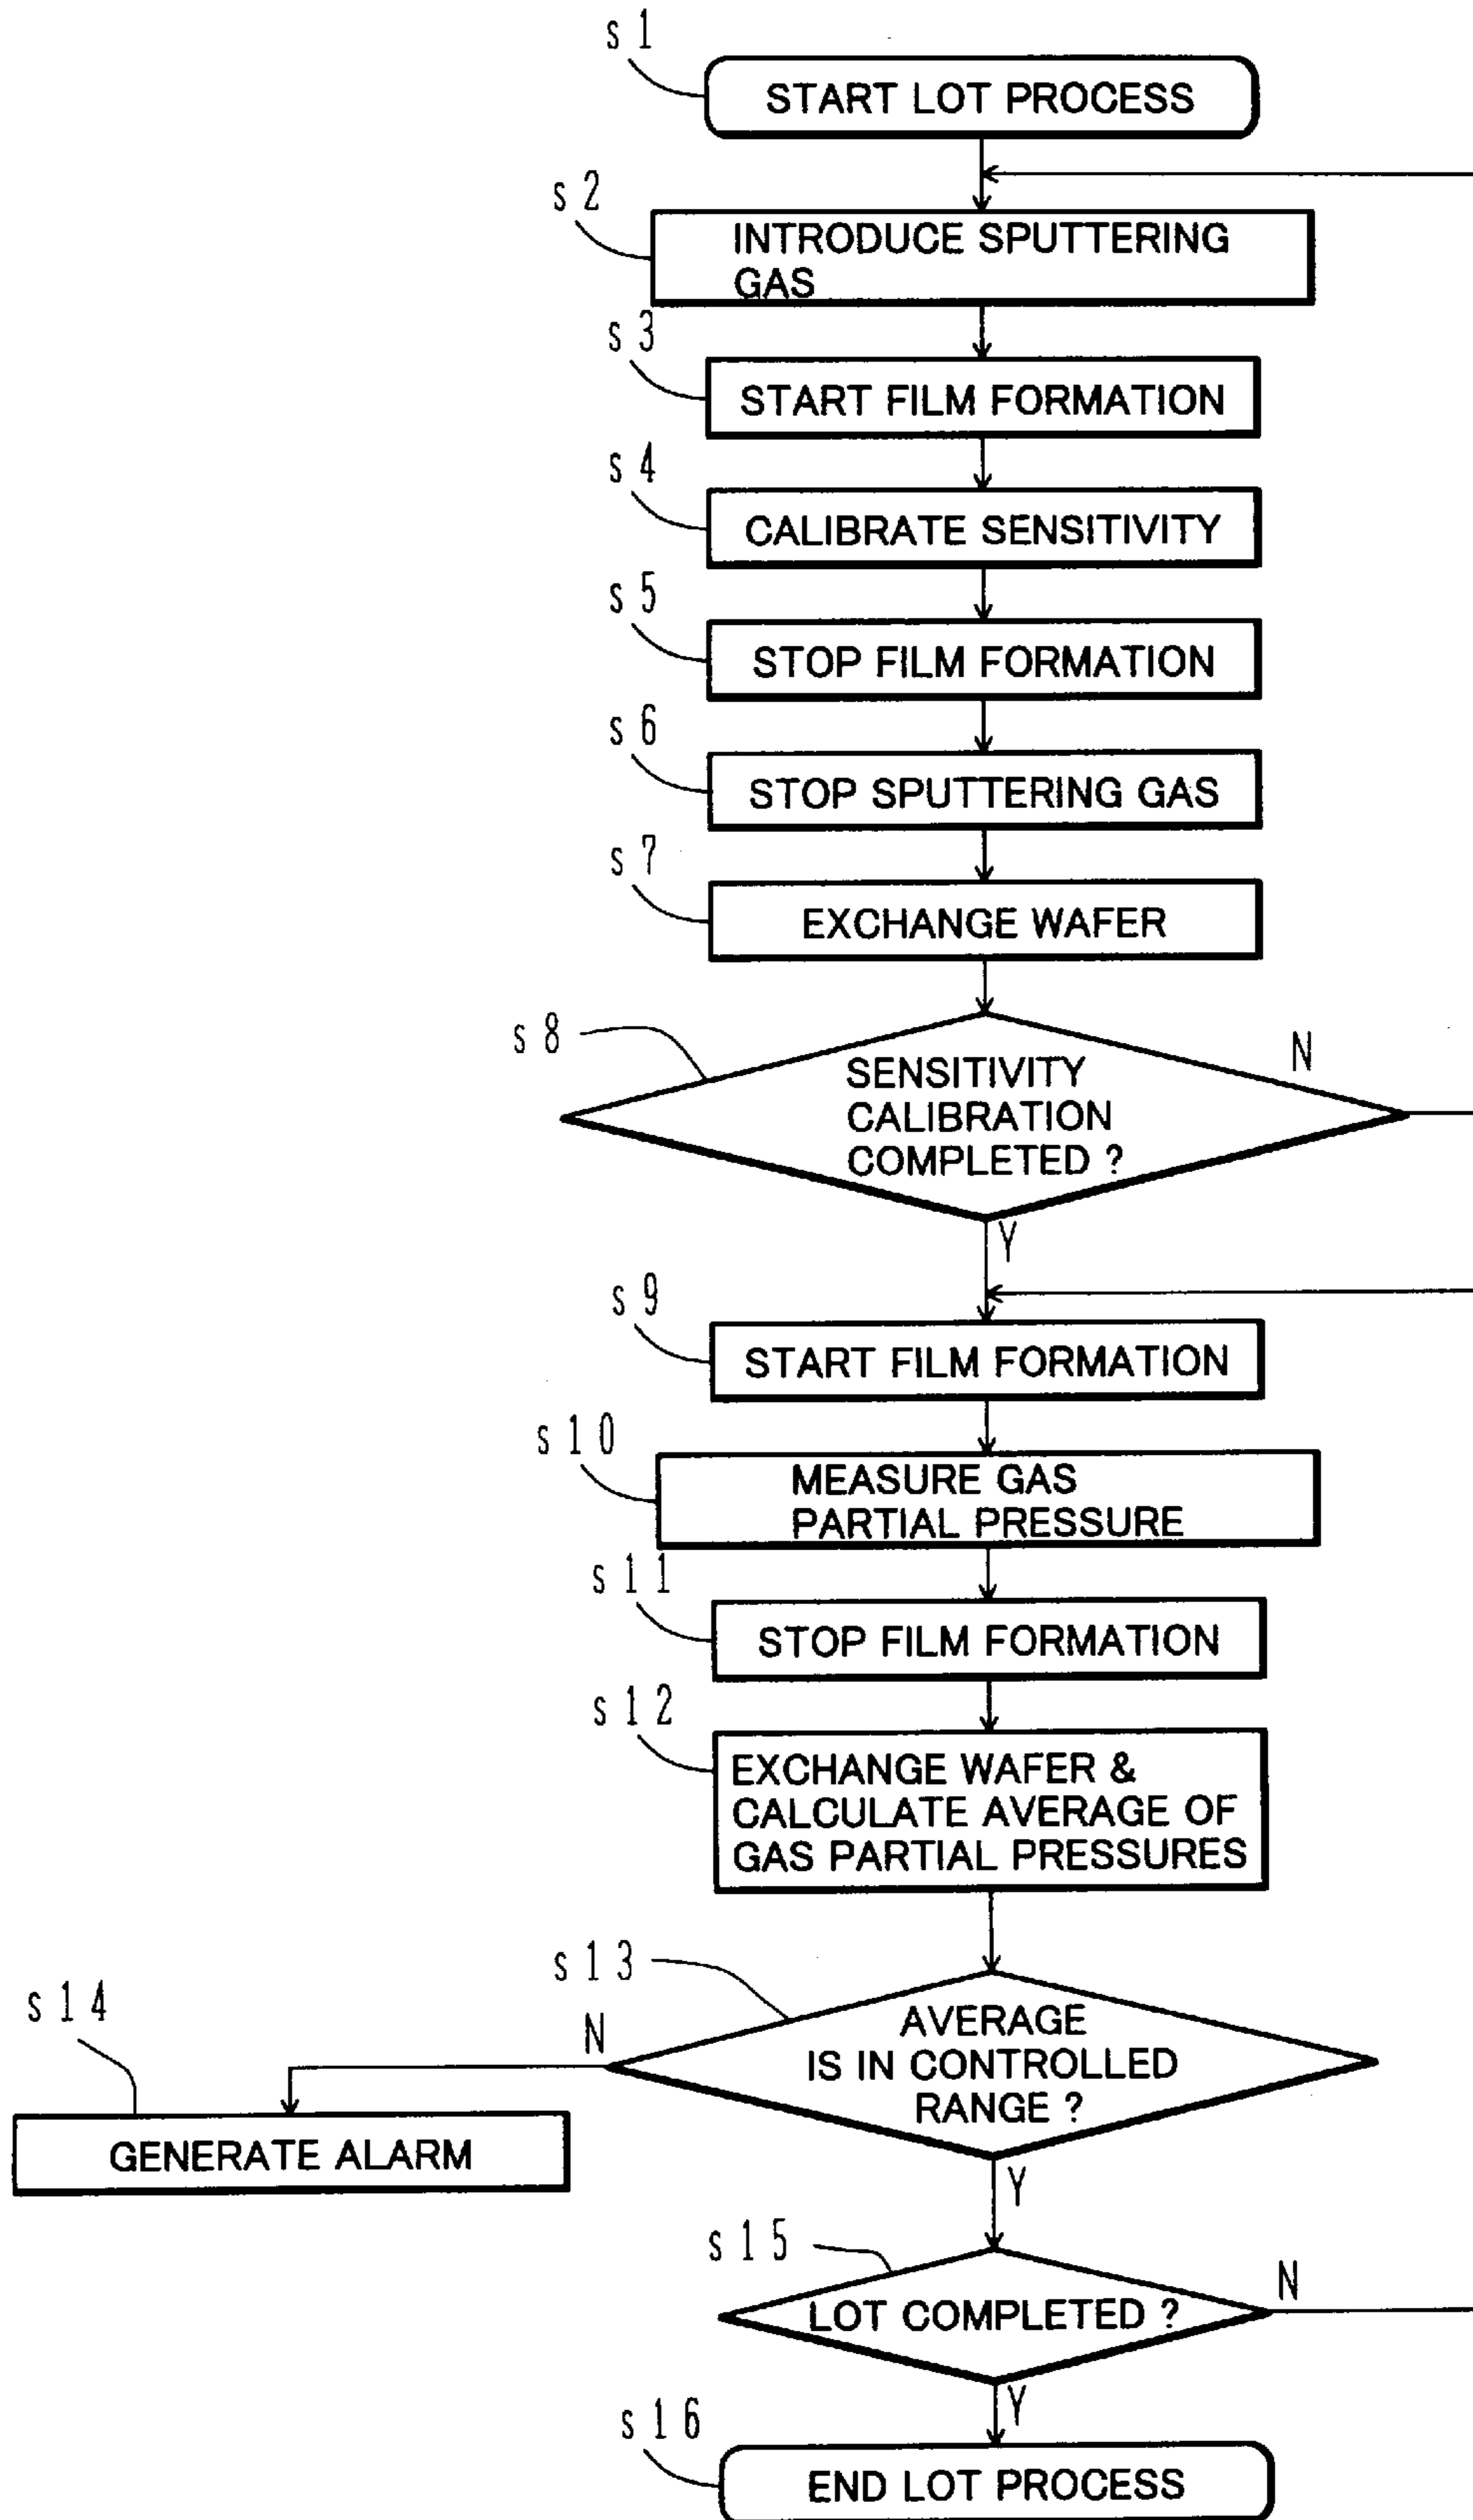 s1
START LOT PROCESS
s2
INTRODUCE SPUTTERING
GAS
s3
START FILM FORMATION
s4
CALIBRATE SENSITIVITY
s5
STOP FILM FORMATION
s6
STOP SPUTTERING GAS
s7
EXCHANGE WAFER
s8
SENSITIVITY
CALIBRATION
COMPLETED ?
N
Y
s9
START FILM FORMATION
s10
MEASURE GAS
PARTIAL PRESSURE
s11
STOP FILM FORMATION
s12
EXCHANGE WAFER &
CALCULATE AVERAGE OF
GAS PARTIAL PRESSURES
s13
AVERAGE
IS IN CONTROLLED
RANGE ?
N
s14
GENERATE ALARM
Y
s15
LOT COMPLETED ?
N
Y
s16
END LOT PROCESS